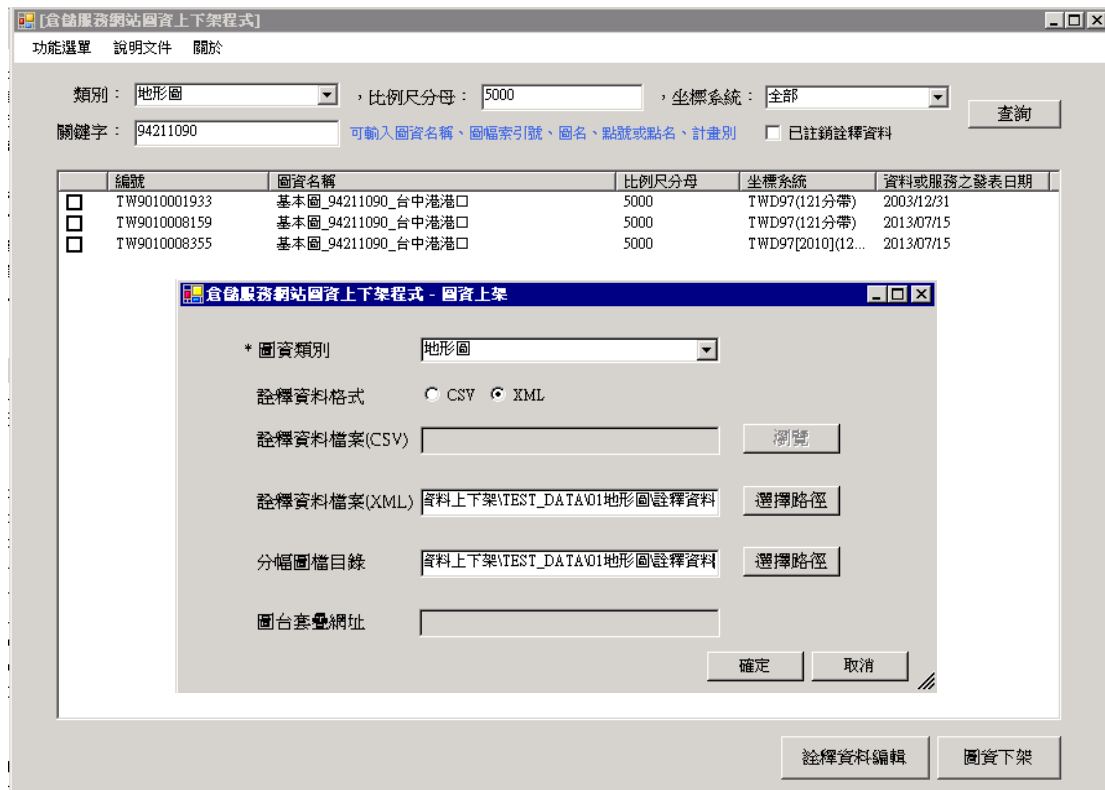 [倉儲服務網站圖資上下架程式]
功能選單 說明文件 關於
類別： 地形圖 ，比例尺分母： 5000 ，坐標系統： 全部
查詢
關鍵字： 94211090 可輸入圖資名稱、圖幅索引號、圖名、點號或點名、計畫別 已註銷詮釋資料
編號 圖資名稱 比例尺分母 坐標系統 資料或服務之發表日期
TW9010001933 基本圖_94211090_台中港港口 5000 TWD97(121分帶) 2003/12/31
TW9010008159 基本圖_94211090_台中港港口 5000 TWD97(121分帶) 2013/07/15
TW9010008355 基本圖_94211090_台中港港口 5000 TWD97[2010](12... 2013/07/15
倉儲服務網站圖資上下架程式 - 圖資上架
* 圖資類別 地形圖
詮釋資料格式 CSV XML
詮釋資料檔案(CSV) 瀏覽
詮釋資料檔案(XML) 資料上下架\TEST_DATA\01地形圖\詮釋資料 選擇路徑
分幅圖檔目錄 資料上下架\TEST_DATA\01地形圖\詮釋資料 選擇路徑
圖台套疊網址
確定 取消
詮釋資料編輯 圖資下架